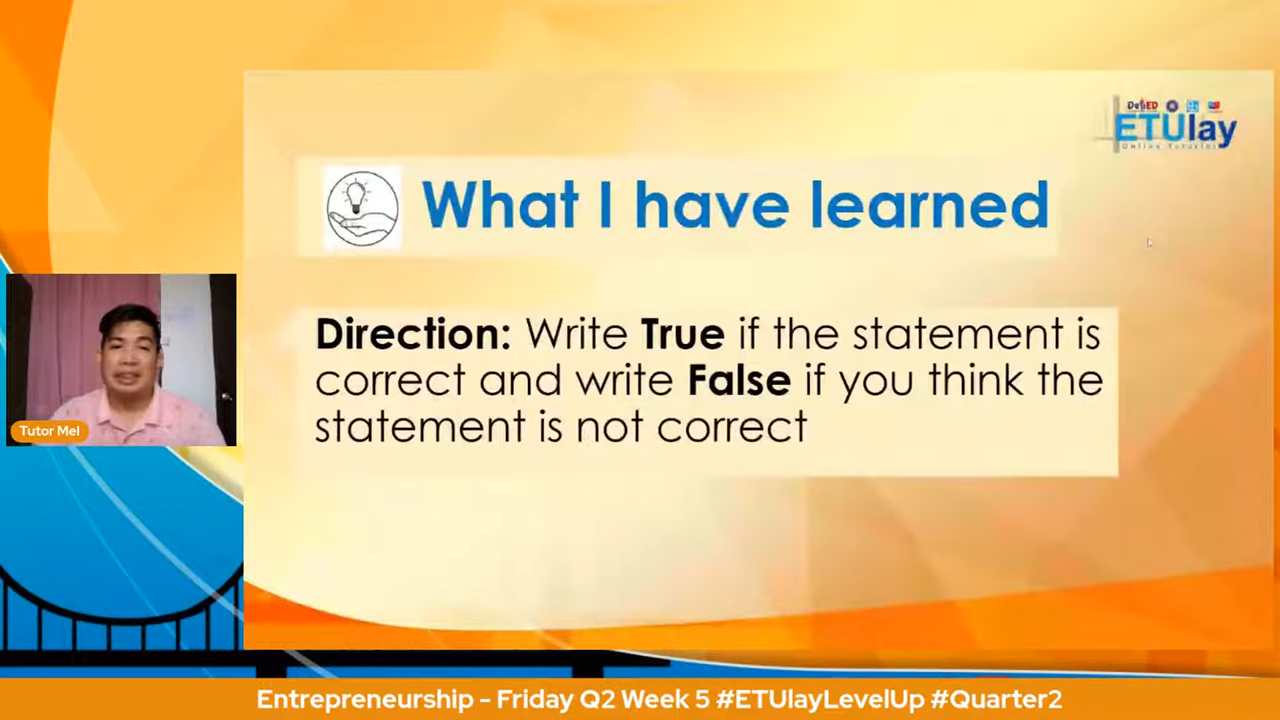 DepED
ETUlay
Online Tutorial
What I have learned
Direction: Write True if the statement is
correct and write False if you think the
statement is not correct
Tutor Mel
Entrepreneurship - Friday Q2 Week 5 #ETUlayLevelUp #Quarter2